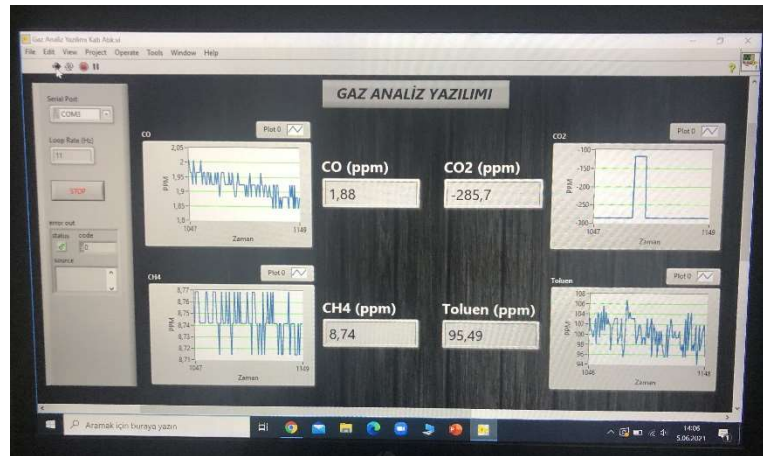 Gaz Analiz Yazılımı Katı Atık.vi
File Edit View Project Operate Tools Window Help
GAZ ANALİZ YAZILIMI
Serial Port
COM3
Loop Rate (Hz)
11
STOP
error out
status code
0
source
CO
Plot 0
2,05
2
1,95
1,9
1,85
1,8
PPM
1047
1149
Zaman
CO (ppm)
1,88
CO2 (ppm)
-285,7
CO2
Plot 0
-100
-150
-200
-250
-300
PPM
1047
1148
Zaman
CH4
Plot 0
8,77
8,76
8,75
8,74
8,73
8,72
8,71
PPM
1047
1149
Zaman
CH4 (ppm)
8,74
Toluen (ppm)
95,49
Toluen
Plot 0
108
106
104
102
100
98
96
94
PPM
1046
1148
Zaman
Aramak için buraya yazın
14:06
5.06.2021